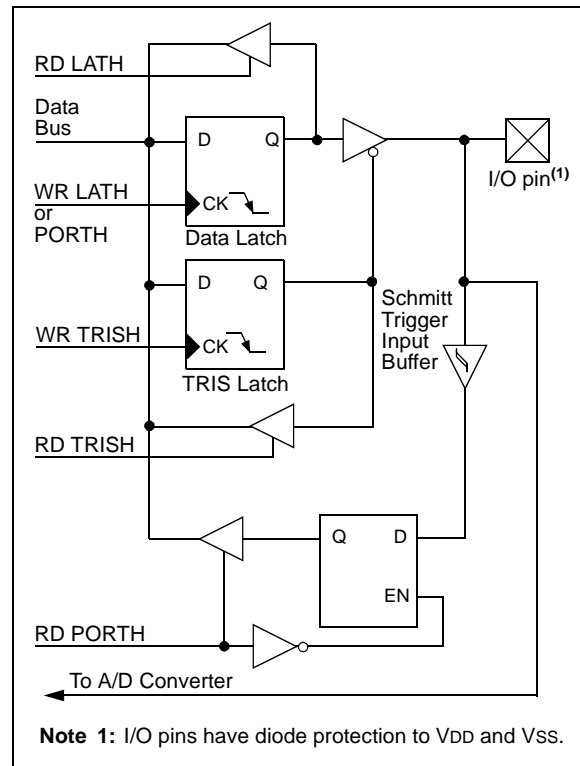 RD LATH
Data
Bus
D Q
I/O pin(1)
WR LATH
or
PORTH
CK
Data Latch
D Q
Schmitt
Trigger
Input
Buffer
WR TRISH
CK
TRIS Latch
RD TRISH
Q D
EN
RD PORTH
To A/D Converter
Note 1: I/O pins have diode protection to VDD and VSS.